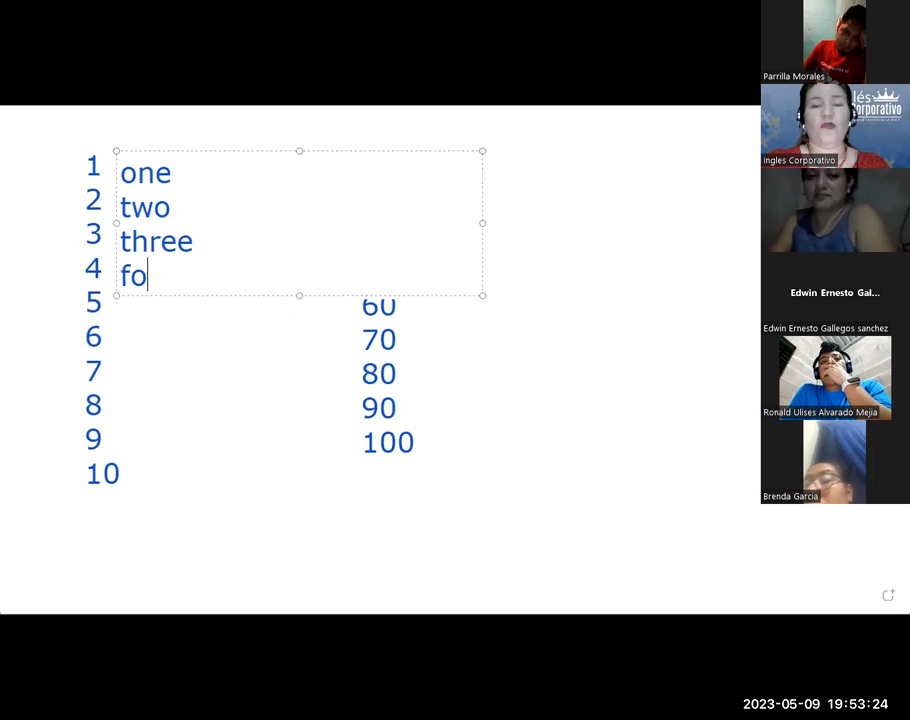 1 one
2 two
3 three
4 fo
5
6
7
8
9
10
60
70
80
90
100
Parrilla Morales
lés
orporativo
Ingles Corporativo
Edwin Ernesto Gal...
Edwin Ernesto Gallegos sanchez
Ronald Ulises Alvarado Mejia
Brenda Garcia
2023-05-09 19:53:24